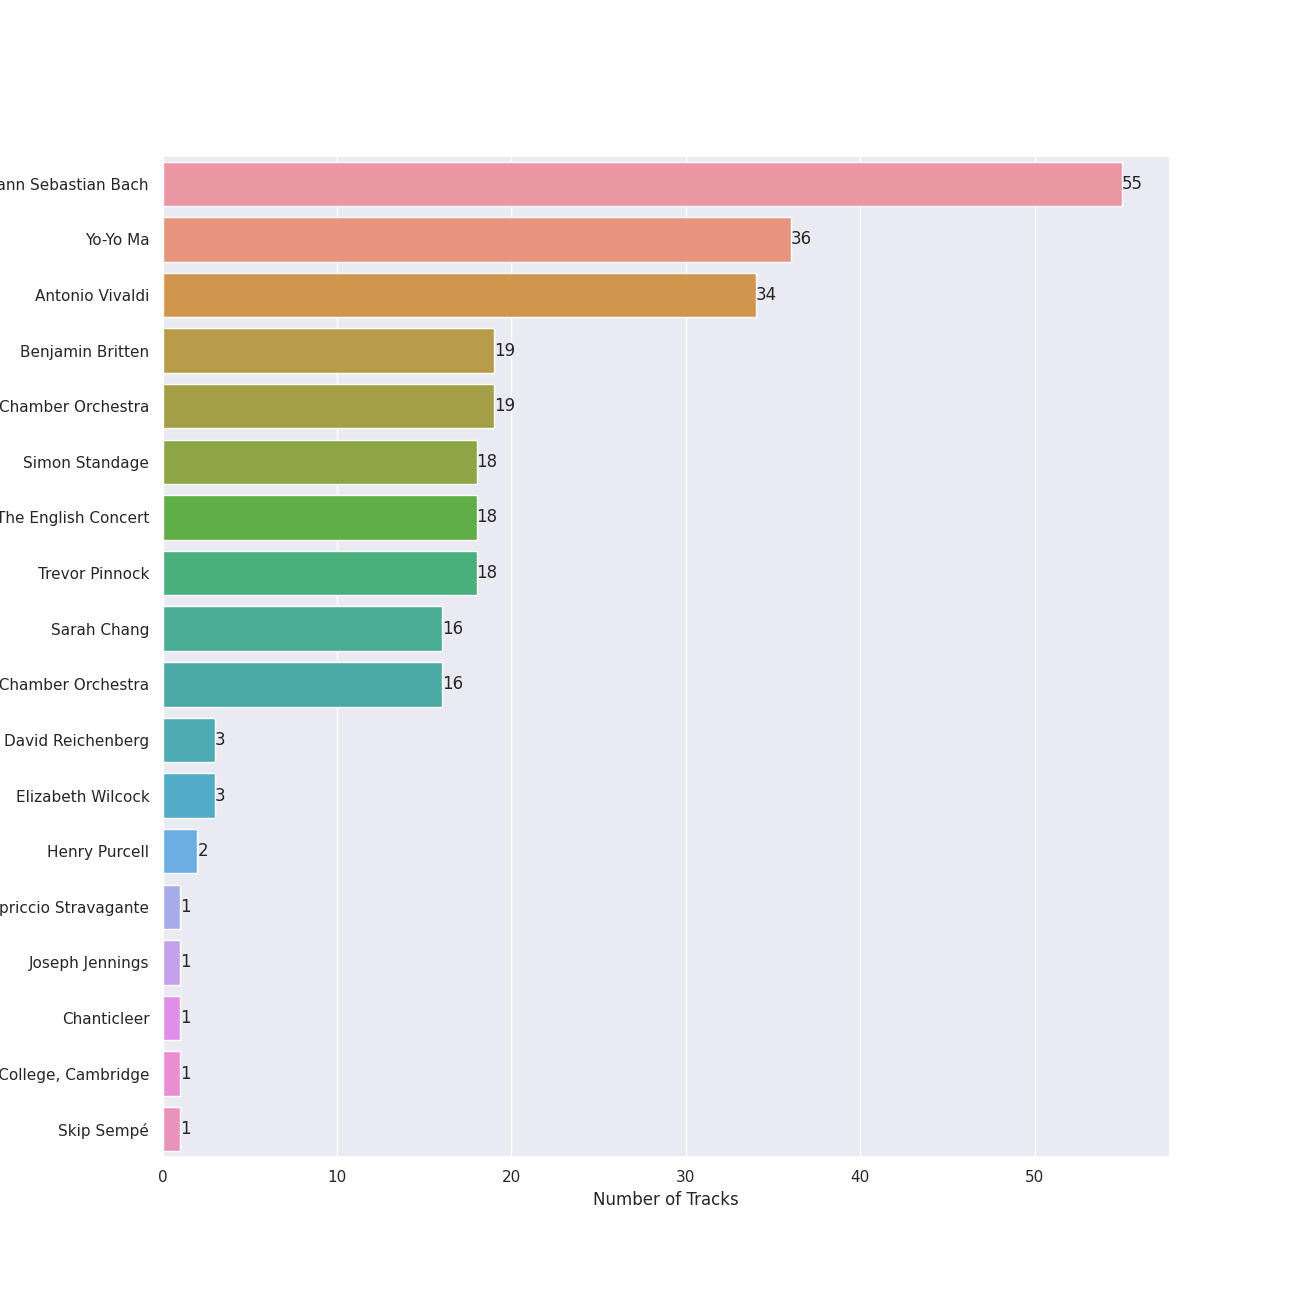 ann Sebastian Bach 55
Yo-Yo Ma 36
Antonio Vivaldi 34
Benjamin Britten 19
Chamber Orchestra 19
Simon Standage 18
The English Concert 18
Trevor Pinnock 18
Sarah Chang 16
Chamber Orchestra 16
David Reichenberg 3
Elizabeth Wilcock 3
Henry Purcell 2
priccio Stravagante 1
Joseph Jennings 1
Chanticleer 1
College, Cambridge 1
Skip Sempé 1
0 10 20 30 40 50
Number of Tracks